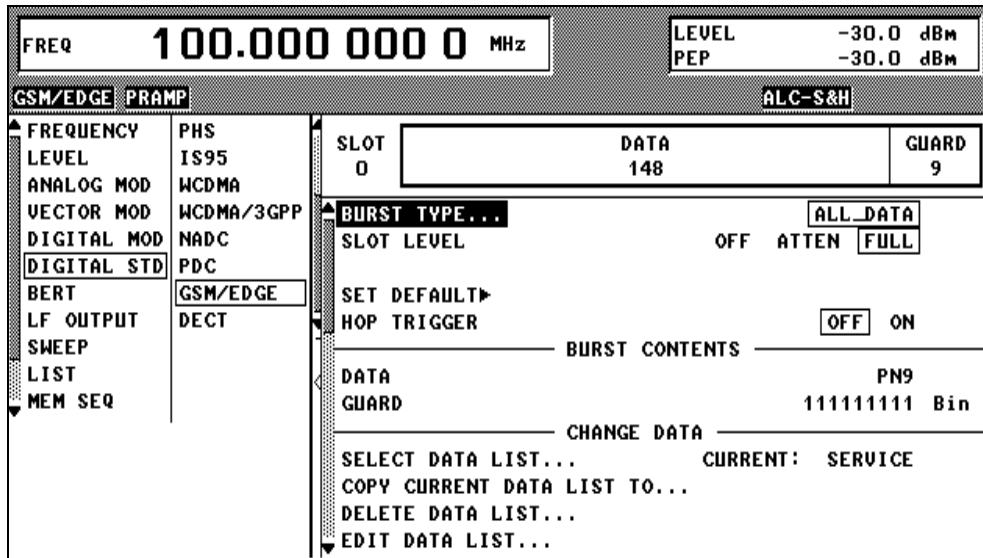 FREQ 100.000 000 0 MHz
LEVEL -30.0 dBm
PEP -30.0 dBm
GSM/EDGE PRAMP ALC-S&H
FREQUENCY
LEVEL
ANALOG MOD
VECTOR MOD
DIGITAL MOD
DIGITAL STD
BERT
LF OUTPUT
SWEEP
LIST
MEM SEQ
PHS
IS95
WCDMA
WCDMA/3GPP
NADC
PDC
GSM/EDGE
DECT
SLOT DATA GUARD
0 148 9
BURST TYPE... ALL_DATA
SLOT LEVEL OFF ATTEN FULL
SET DEFAULT
HOP TRIGGER OFF ON
BURST CONTENTS
DATA PN9
GUARD 111111111 Bin
CHANGE DATA
SELECT DATA LIST... CURRENT: SERVICE
COPY CURRENT DATA LIST TO...
DELETE DATA LIST...
EDIT DATA LIST...